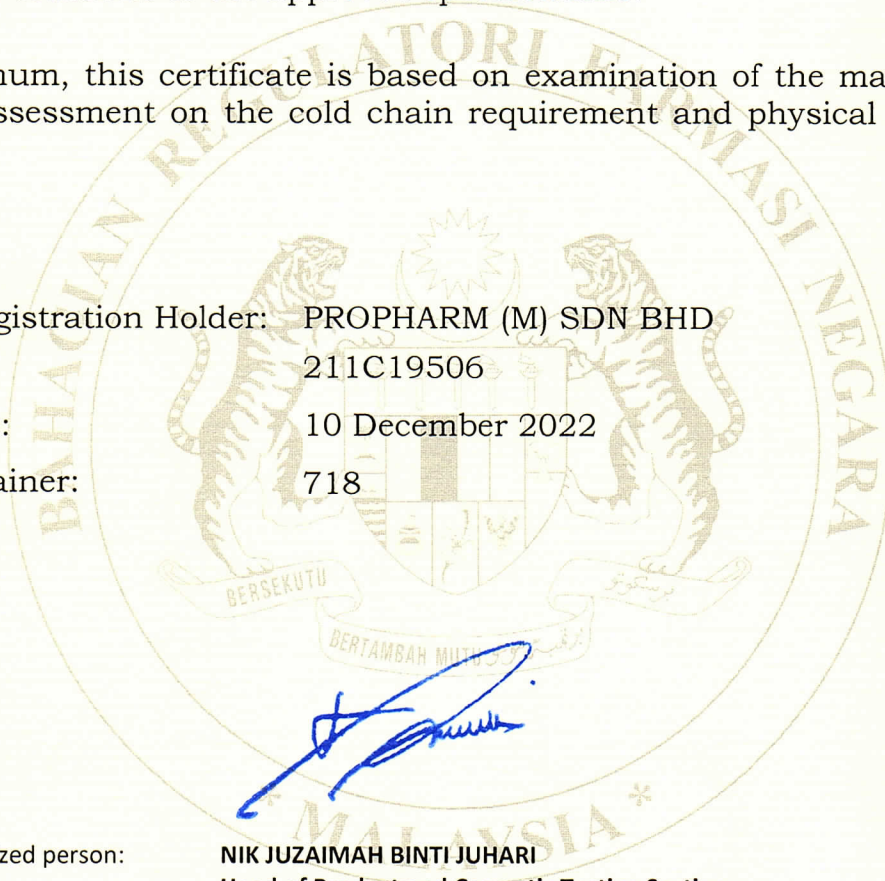 num, this certificate is based on examination of the ma
ssessment on the cold chain requirement and physical
gistration Holder: PROPHARM (M) SDN BHD
211C19506
: 10 December 2022
ainer: 718
BAHAGIAN REGULATORI FARMASI NEGARA
BERSEKUTU
BERTAMBAH MUTU
* MALAYSIA *
zed person: NIK JUZAIMAH BINTI JUHARI